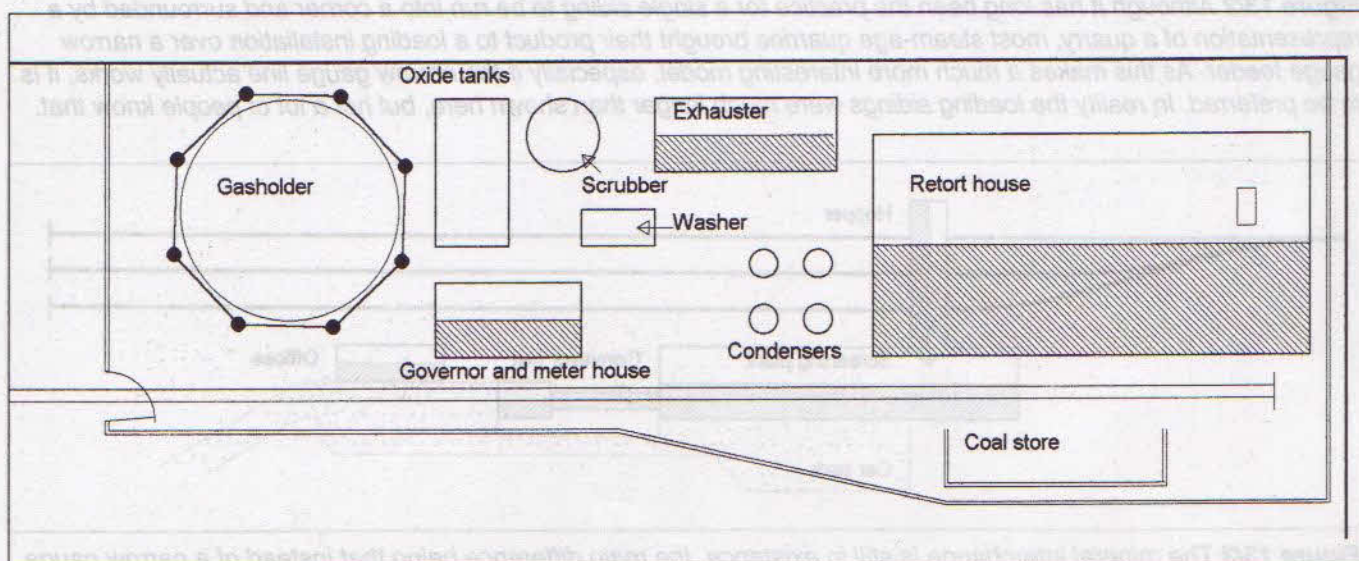 Oxide tanks
Exhauster
Gasholder
Scrubber
Retort house
Washer
Condensers
Governor and meter house
Coal store